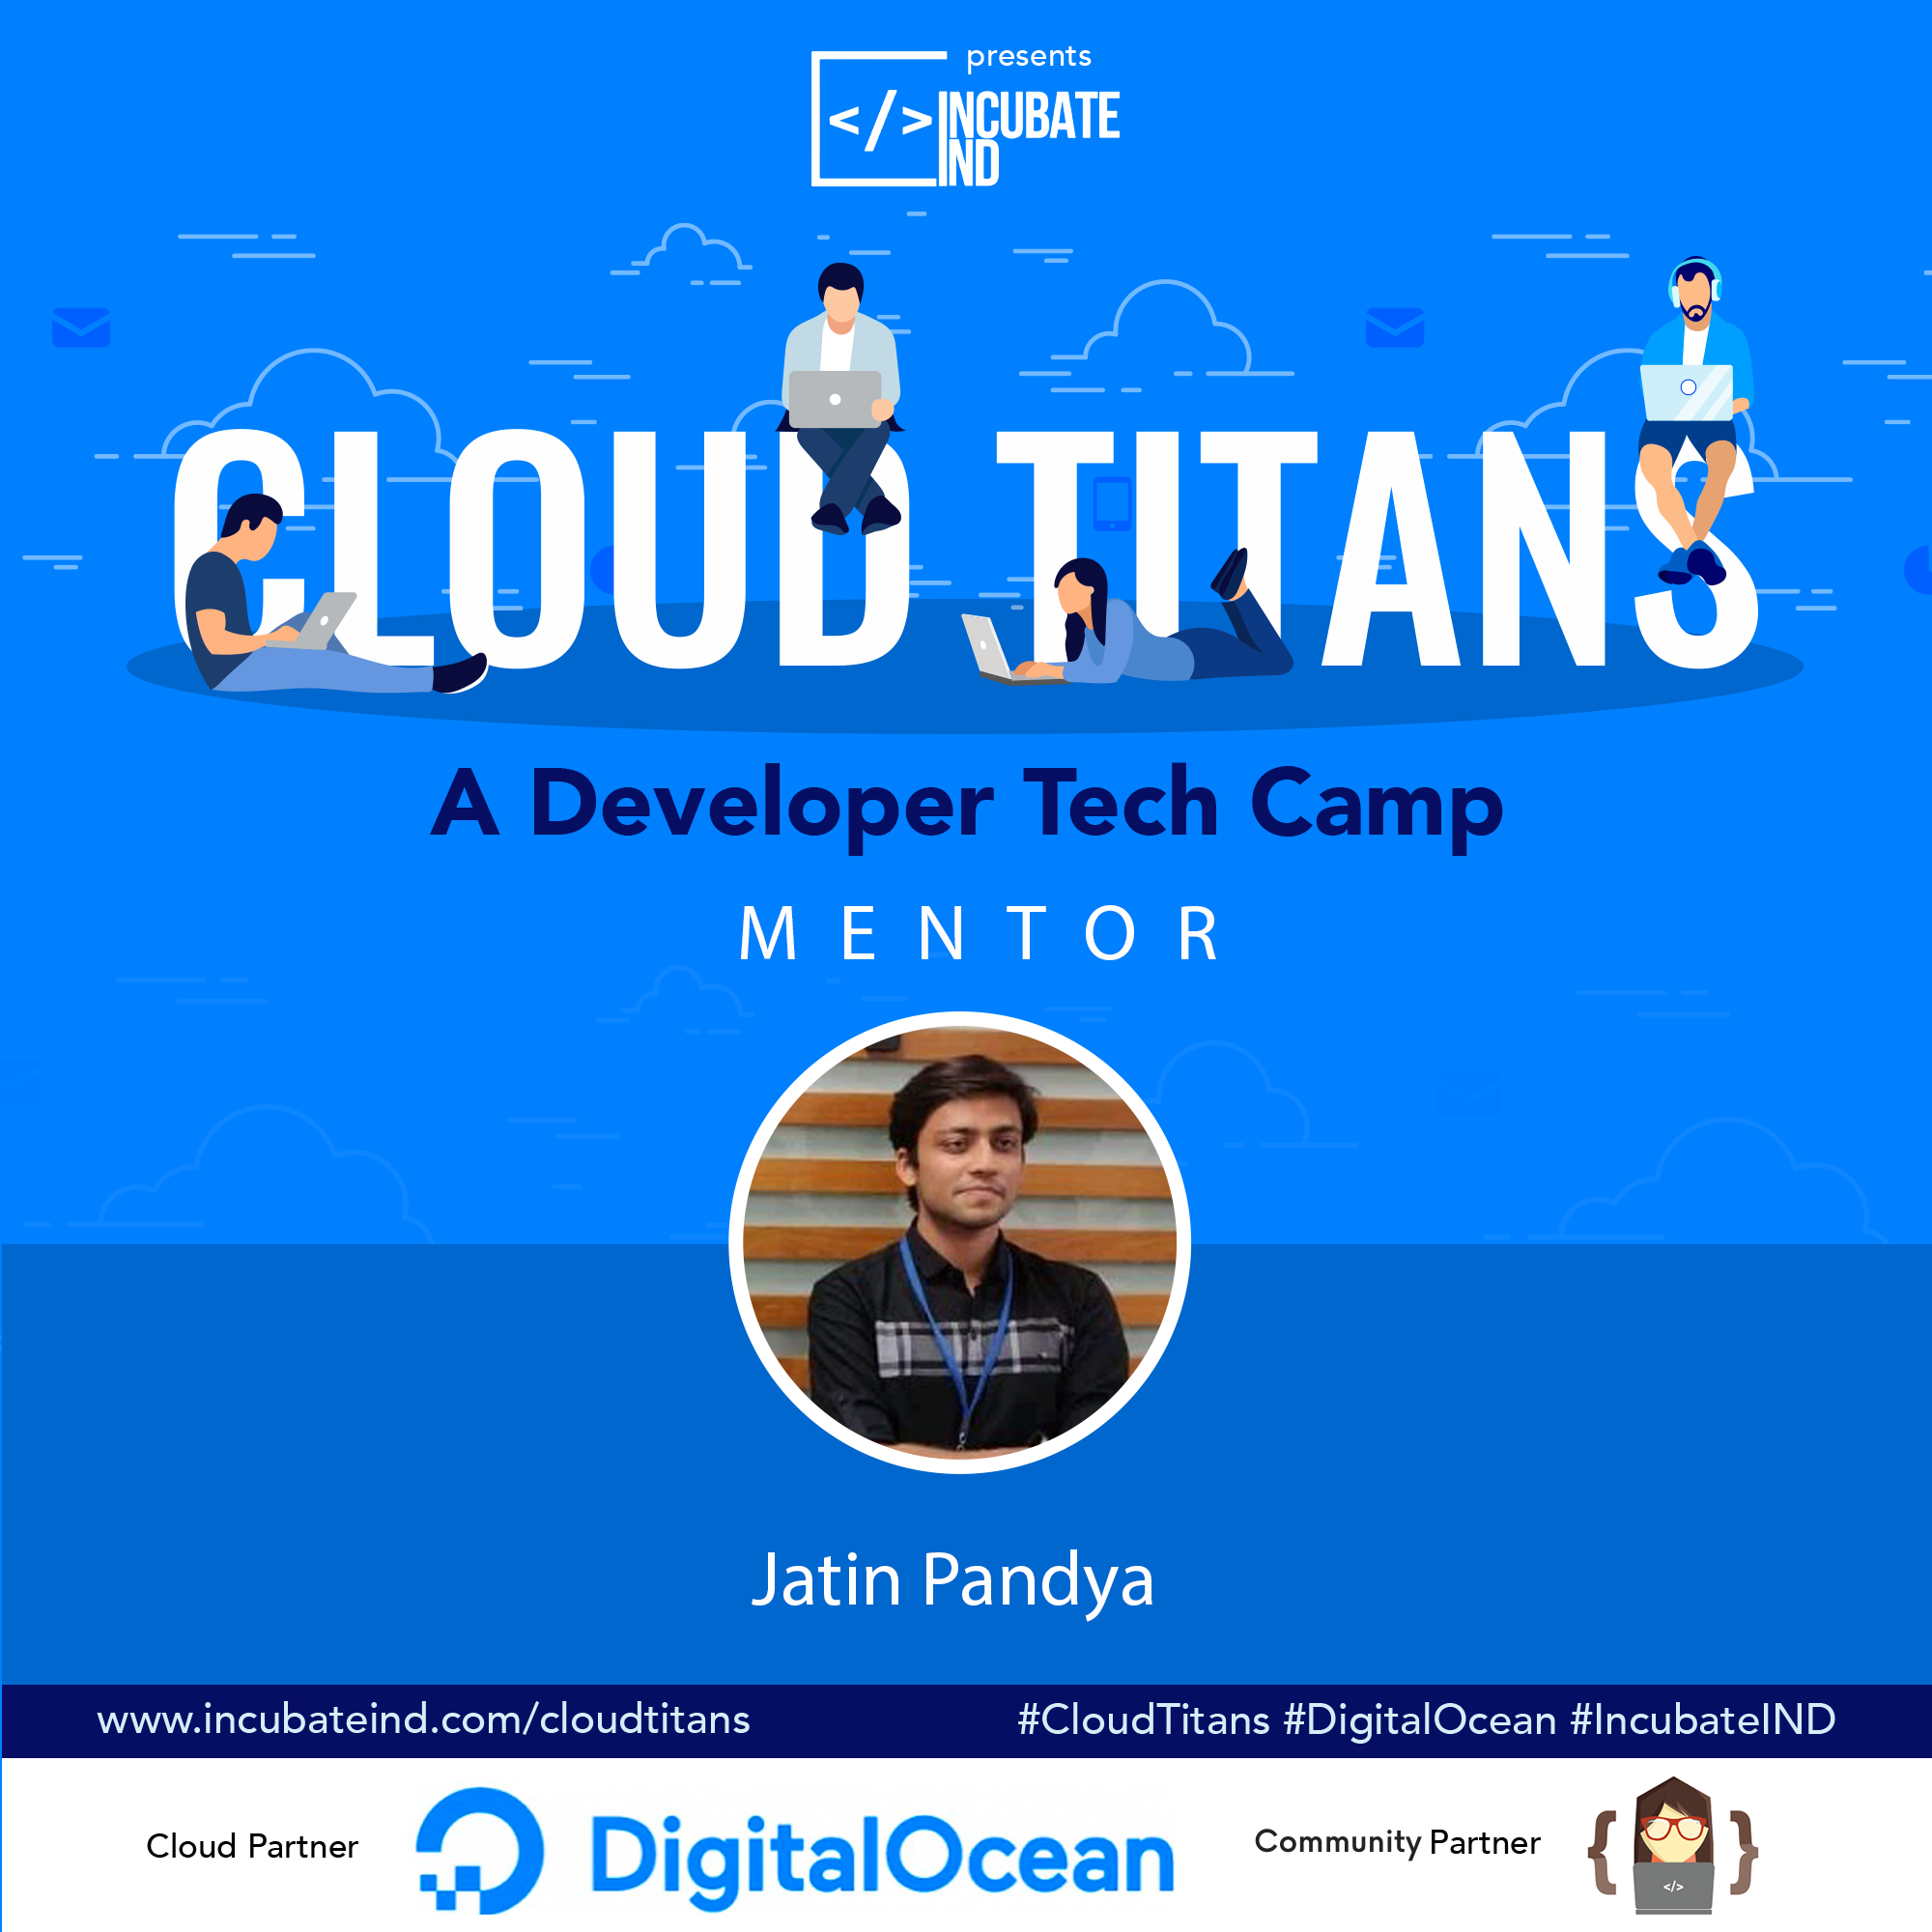 presents
</> INCUBATE
IND
CLOUD TITANS
A Developer Tech Camp
MENTOR
Jatin Pandya
www.incubateind.com/cloudtitans #CloudTitans #DigitalOcean #IncubateIND
Cloud Partner DigitalOcean Community Partner { </> }